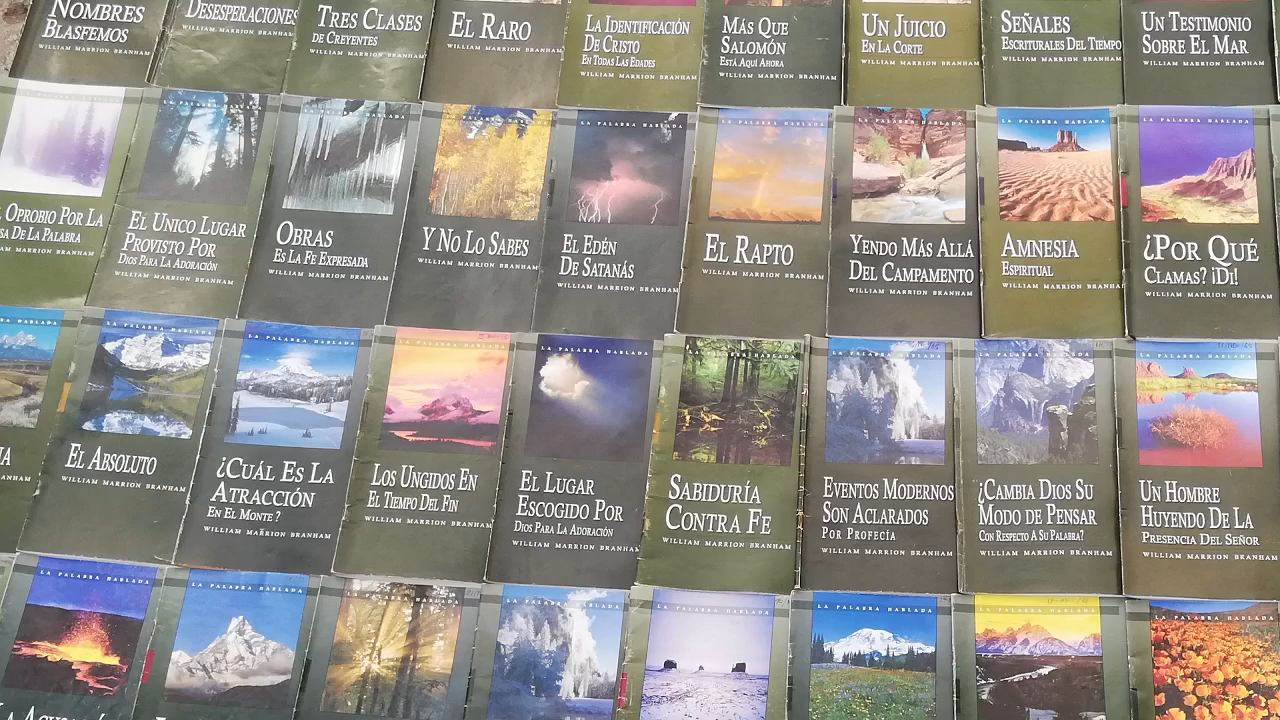 NOMBRES
BLASFEMOS
WILLIAM MARRION BRANHAM
DESESPERACIONES
WILLIAM MARRION BRANHAM
TRES CLASES
DE CREYENTES
WILLIAM MARRION BRANHAM
EL RARO
WILLIAM MARRION BRANHAM
LA IDENTIFICACIÓN
DE CRISTO
EN TODAS LAS EDADES
WILLIAM MARRION BRANHAM
MÁS QUE
SALOMÓN
ESTÁ AQUÍ AHORA
WILLIAM MARRION BRANHAM
UN JUICIO
EN LA CORTE
WILLIAM MARRION BRANHAM
SEÑALES
ESCRITURALES DEL TIEMPO
WILLIAM MARRION BRANHAM
UN TESTIMONIO
SOBRE EL MAR
WILLIAM MARRION BRANHAM
OPROBIO POR LA
DE LA PALABRA
MARRION BRANHAM
LA PALABRA HABLADA
EL UNICO LUGAR
PROVISTO POR
DIOS PARA LA ADORACIÓN
WILLIAM MARRION BRANHAM
LA PALABRA HABLADA
OBRAS
ES LA FE EXPRESADA
WILLIAM MARRION BRANHAM
LA PALABRA HABLADA
Y NO LO SABES
WILLIAM MARRION BRANHAM
LA PALABRA HABLADA
EL EDÉN
DE SATANÁS
WILLIAM MARRION BRANHAM
LA PALABRA HABLADA
EL RAPTO
WILLIAM MARRION BRANHAM
LA PALABRA HABLADA
YENDO MÁS ALLÁ
DEL CAMPAMENTO
WILLIAM MARRION BRANHAM
LA PALABRA HABLADA
AMNESIA
ESPIRITUAL
WILLIAM MARRION BRANHAM
LA PALABRA HABLADA
¿POR QUÉ
CLAMAS? ¡DI!
WILLIAM MARRION BRANHAM
HABLADA
BRANHAM
LA PALABRA HABLADA
EL ABSOLUTO
WILLIAM MARRION BRANHAM
LA PALABRA HABLADA
¿CUÁL ES LA
ATRACCIÓN
EN EL MONTE?
WILLIAM MARRION BRANHAM
LA PALABRA HABLADA
LOS UNGIDOS EN
EL TIEMPO DEL FIN
WILLIAM MARRION BRANHAM
LA PALABRA HABLADA
EL LUGAR
ESCOGIDO POR
DIOS PARA LA ADORACIÓN
WILLIAM MARRION BRANHAM
LA PALABRA HABLADA
SABIDURÍA
CONTRA FE
WILLIAM MARRION BRANHAM
LA PALABRA HABLADA
EVENTOS MODERNOS
SON ACLARADOS
POR PROFECÍA
WILLIAM MARRION BRANHAM
LA PALABRA HABLADA
¿CAMBIA DIOS SU
MODO DE PENSAR
CON RESPECTO A SU PALABRA?
WILLIAM MARRION BRANHAM
LA PALABRA HABLADA
UN HOMBRE
HUYENDO DE LA
PRESENCIA DEL SEÑOR
WILLIAM MARRION BRANHAM
LA PALABRA HABLADA
LA PALABRA HABLADA
LA PALABRA HABLADA
LA PALABRA HABLADA
LA PALABRA HABLADA
LA PALABRA HABLADA
LA PALABRA HABLADA
LA PALABRA HABLADA